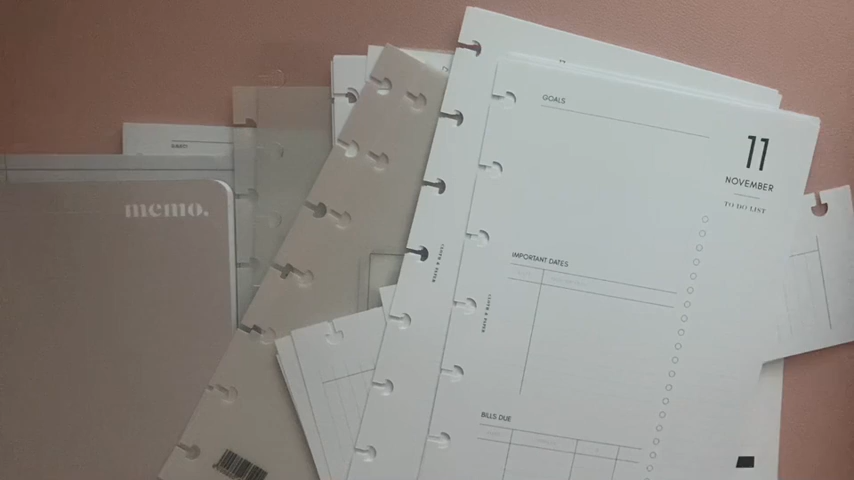 memo.
GOALS
11
NOVEMBER
TO DO LIST
IMPORTANT DATES
BILLS DUE